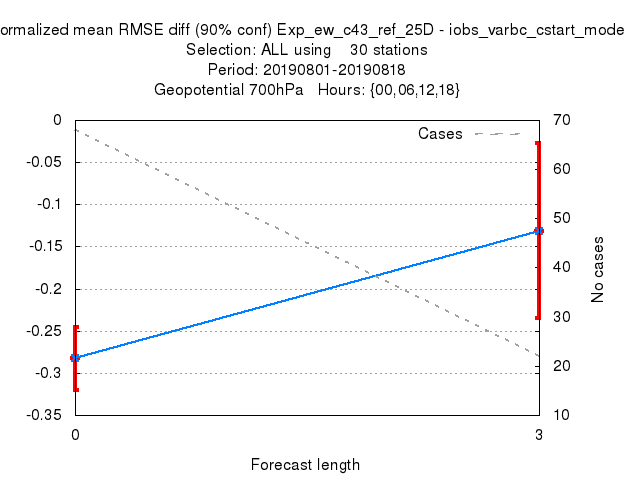 ormalized mean RMSE diff (90% conf) Exp_ew_c43_ref_25D - iobs_varbc_cstart_mode
Selection: ALL using    30 stations
Period: 20190801-20190818
Geopotential 700hPa   Hours: {00,06,12,18}
Cases
0
-0.05
-0.1
-0.15
-0.2
-0.25
-0.3
-0.35
70
60
50
40
30
20
10
No cases
0
3
Forecast length